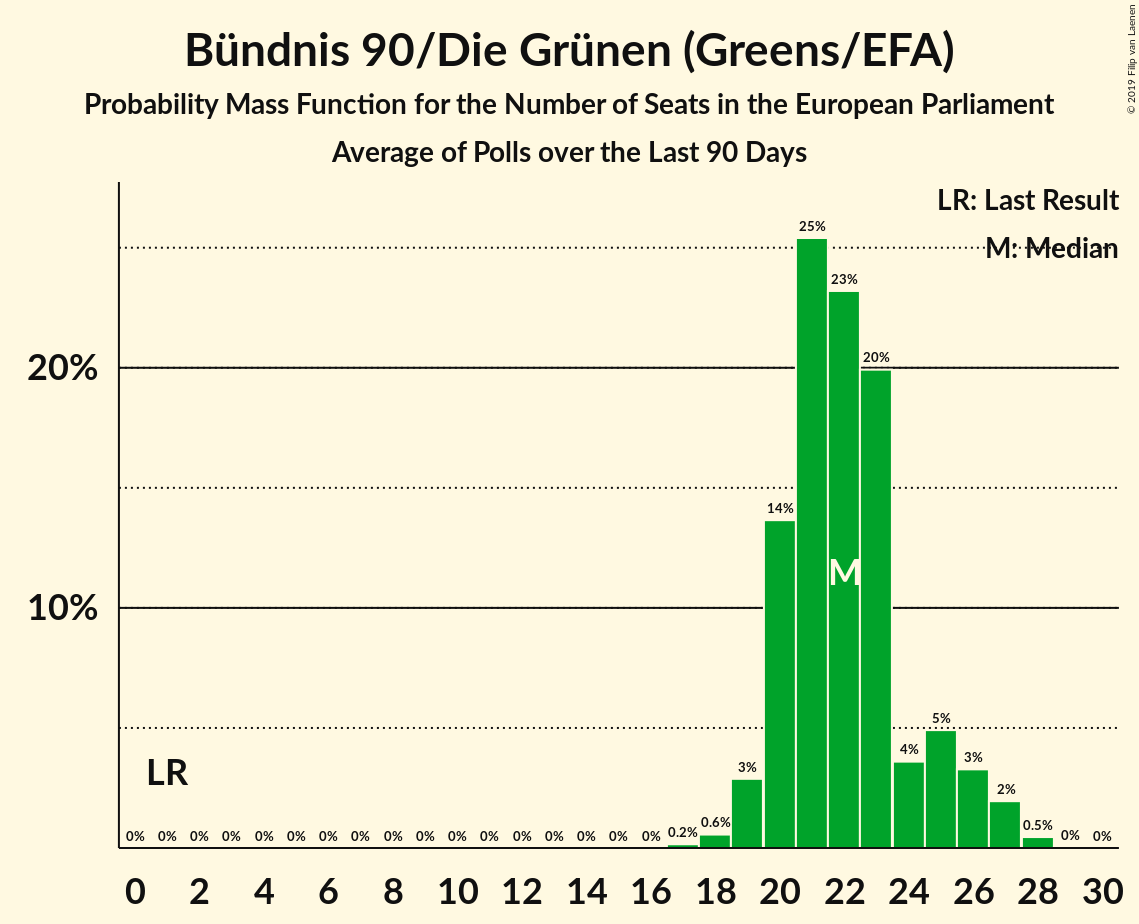 Bündnis 90/Die Grünen (Greens/EFA)
Probability Mass Function for the Number of Seats in the European Parliament
Average of Polls over the Last 90 Days
© 2019 Filip van Laenen
LR: Last Result
M: Median
25%
23%
20%
20%
14%
M
10%
5%
4%
3%
3%
2%
LR
0% 0% 0% 0% 0% 0% 0% 0% 0% 0% 0% 0% 0% 0% 0% 0% 0% 0.2% 0.6% 0.5% 0% 0%
0 2 4 6 8 10 12 14 16 18 20 22 24 26 28 30